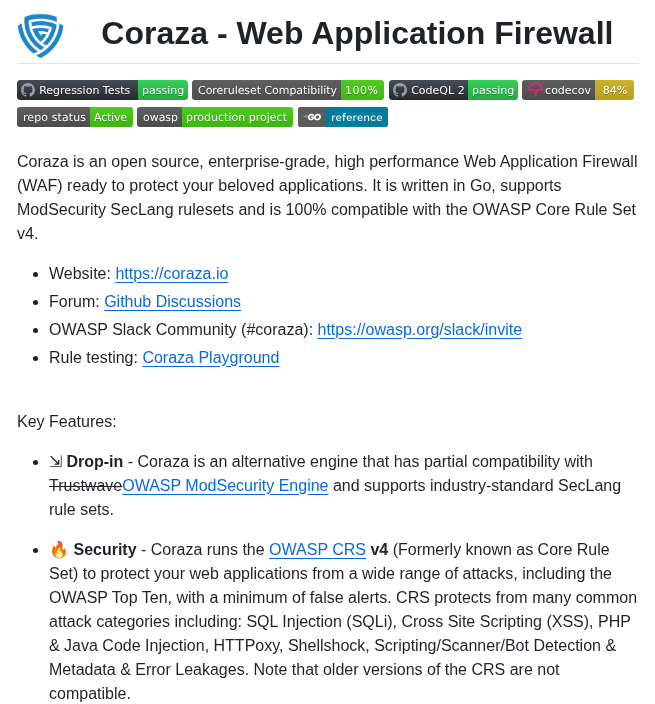 Coraza - Web Application Firewall
Regression Tests passing Coreruleset Compatibility 100% CodeQL 2 passing codecov 84%
repo status Active owasp production project GO reference
Coraza is an open source, enterprise-grade, high performance Web Application Firewall
(WAF) ready to protect your beloved applications. It is written in Go, supports
ModSecurity SecLang rulesets and is 100% compatible with the OWASP Core Rule Set
v4.
• Website: https://coraza.io
• Forum: Github Discussions
• OWASP Slack Community (#coraza): https://owasp.org/slack/invite
• Rule testing: Coraza Playground
Key Features:
• ⇲ Drop-in - Coraza is an alternative engine that has partial compatibility with
TrustwaveOWASP ModSecurity Engine and supports industry-standard SecLang
rule sets.
• 🔥 Security - Coraza runs the OWASP CRS v4 (Formerly known as Core Rule
Set) to protect your web applications from a wide range of attacks, including the
OWASP Top Ten, with a minimum of false alerts. CRS protects from many common
attack categories including: SQL Injection (SQLi), Cross Site Scripting (XSS), PHP
& Java Code Injection, HTTPoxy, Shellshock, Scripting/Scanner/Bot Detection &
Metadata & Error Leakages. Note that older versions of the CRS are not
compatible.